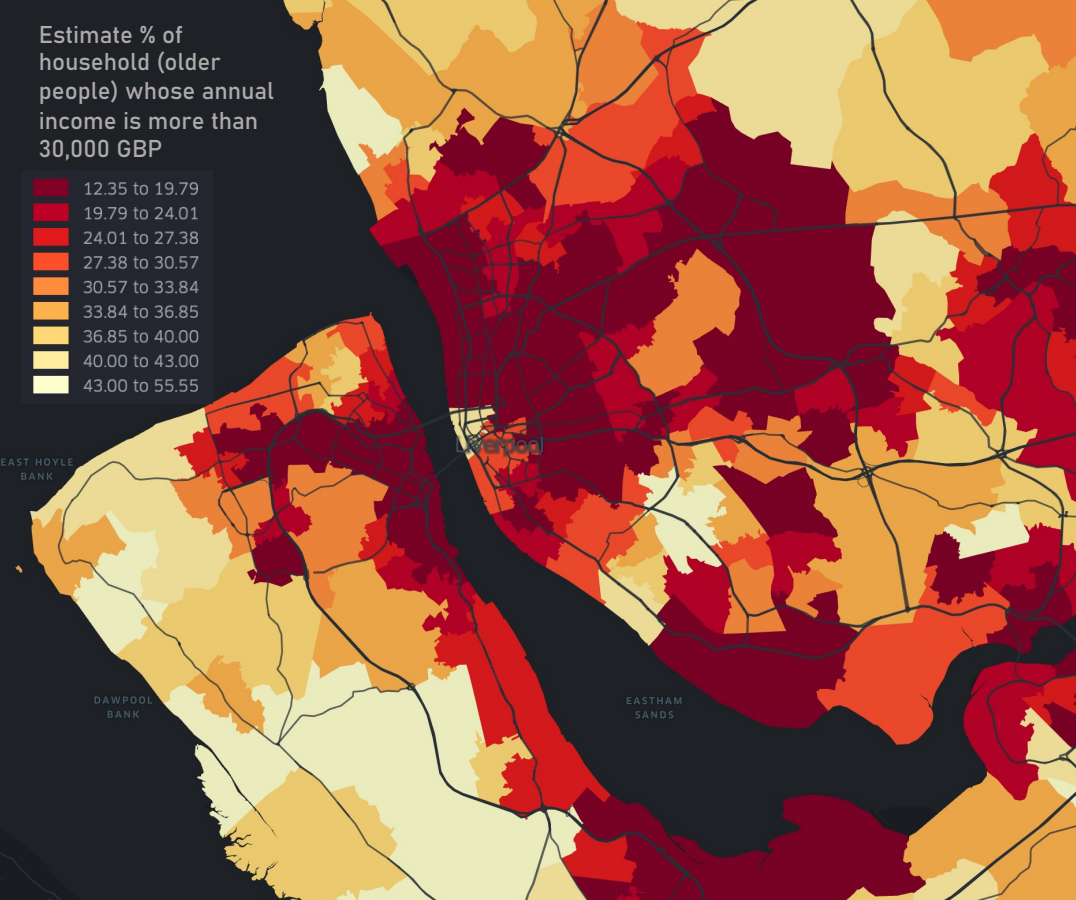 Estimate % of
household (older
people) whose annual
income is more than
30,000 GBP
12.35 to 19.79
19.79 to 24.01
24.01 to 27.38
27.38 to 30.57
30.57 to 33.84
33.84 to 36.85
36.85 to 40.00
40.00 to 43.00
43.00 to 55.55
Liverpool
EAST HOYLE
BANK
DAWPOOL
BANK
EASTHAM
SANDS